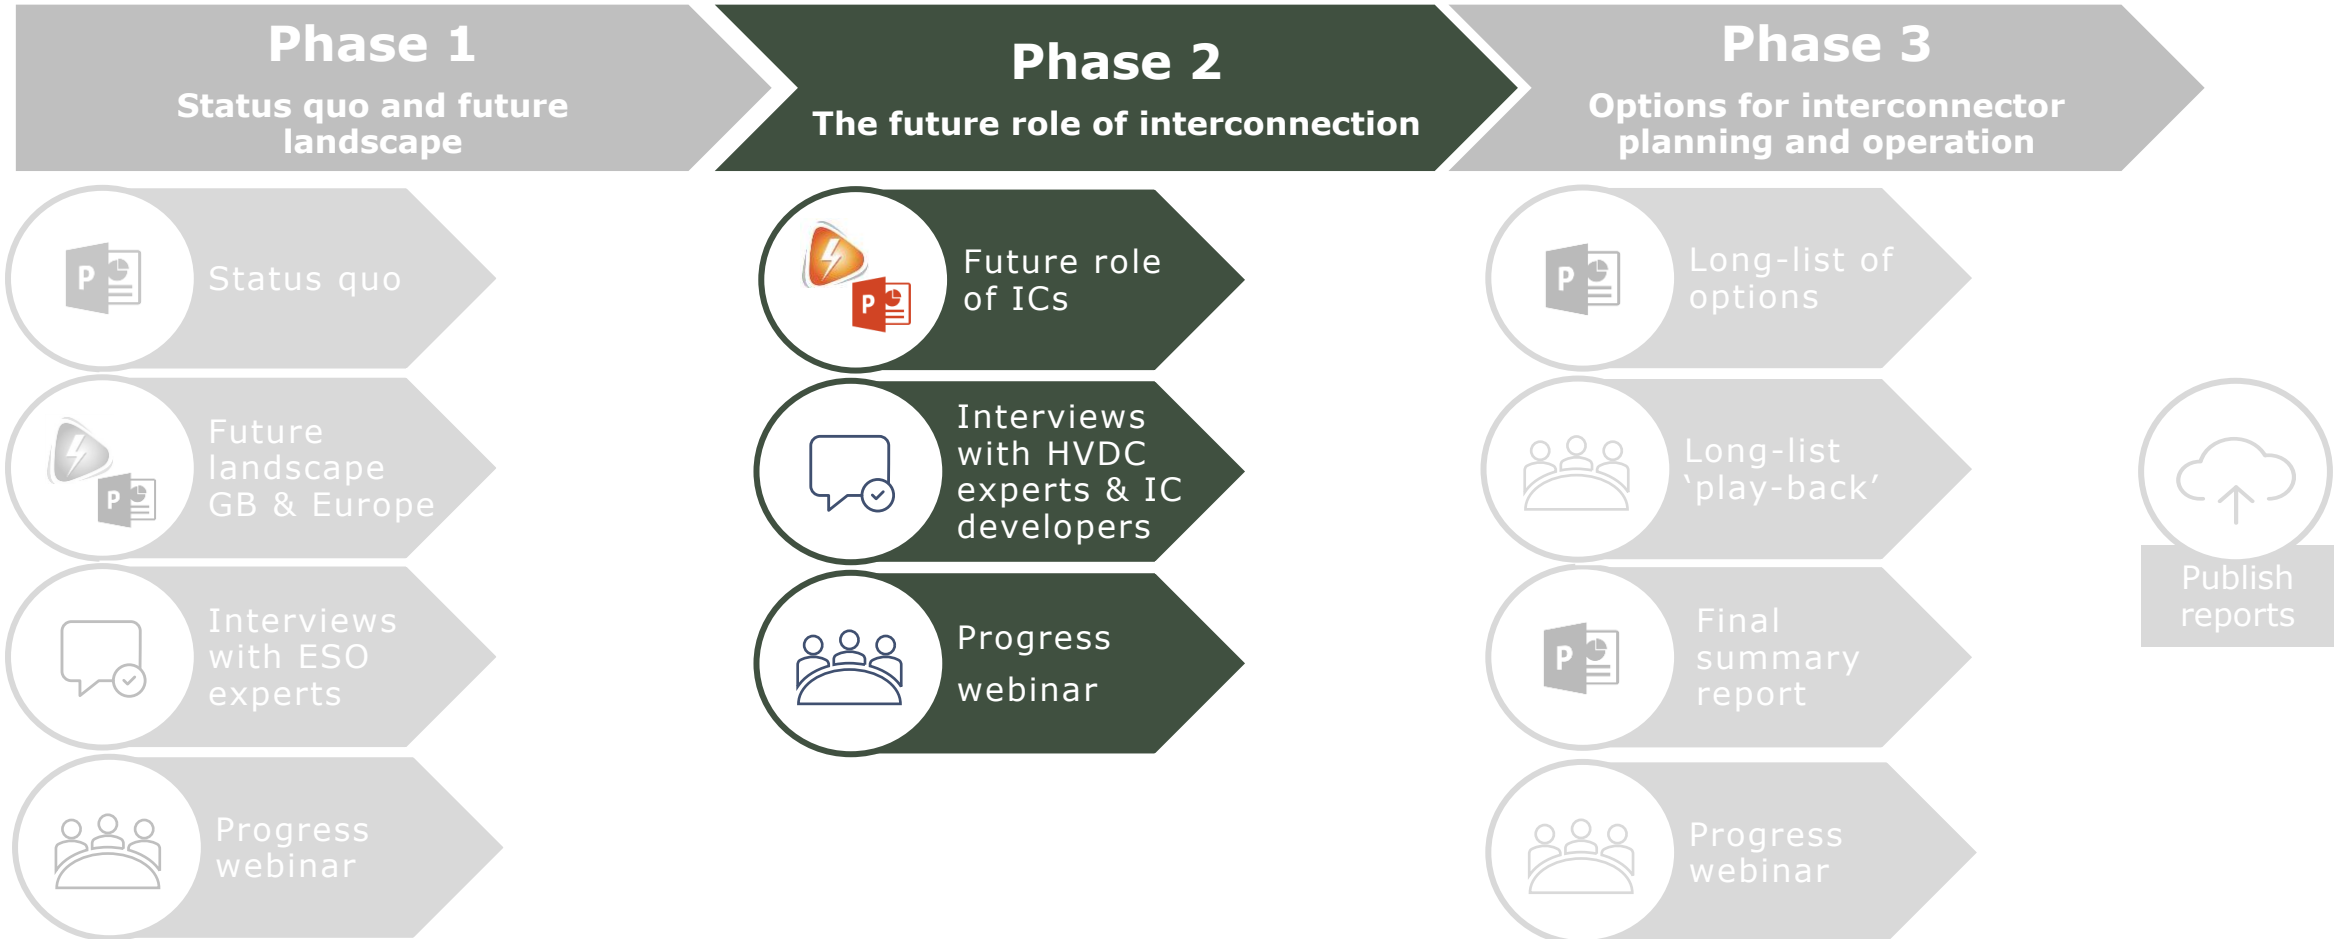 Phase 1
Status quo and future
landscape
Phase 2
The future role of interconnection
Phase 3
Options for interconnector
planning and operation
P
Status quo
P
Future
landscape
GB & Europe
Interviews
with ESO
experts
Progress
webinar
P
Future role
of ICs
Interviews
with HVDC
experts & IC
developers
Progress
webinar
P
Long-list of
options
Long-list
‘play-back’
P
Final
summary
report
Progress
webinar
Publish
reports